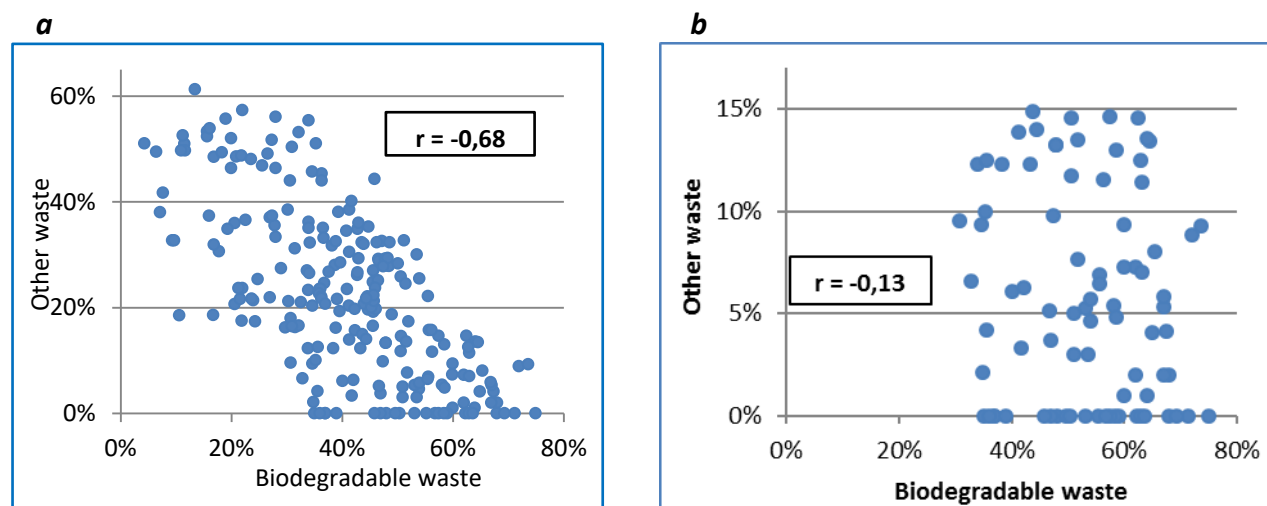 a
60%
40%
20%
0%
0%
20%
40%
60%
80%
Other waste
Biodegradable waste
r = -0,68
b
15%
10%
5%
0%
0%
20%
40%
60%
80%
Other waste
Biodegradable waste
r = -0,13